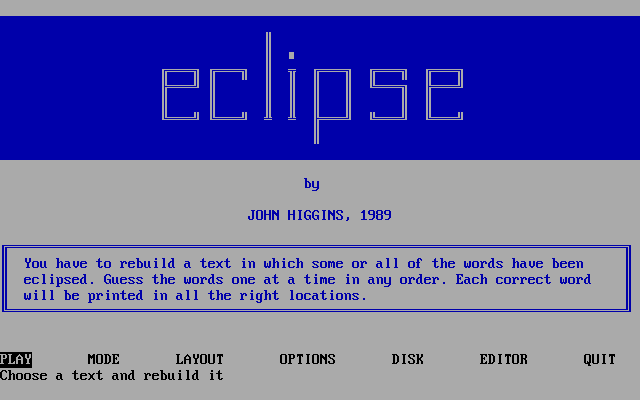 eclipse
by
JOHN HIGGINS, 1989
You have to rebuild a text in which some or all of the words have been
eclipsed. Guess the words one at a time in any order. Each correct word
will be printed in all the right locations.
PLAY MODE LAYOUT OPTIONS DISK EDITOR QUIT
Choose a text and rebuild it